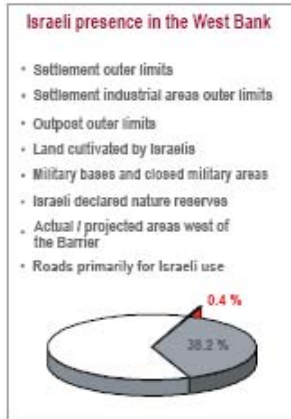 Israeli presence in the West Bank
• Settlement outer limits
• Settlement industrial areas outer limits
• Outpost outer limits
• Land cultivated by Israelis
• Military bases and closed military areas
• Israeli declared nature reserves
• Actual / projected areas west of
the Barrier
• Roads primarily for Israeli use
0.4 %
38.2 %